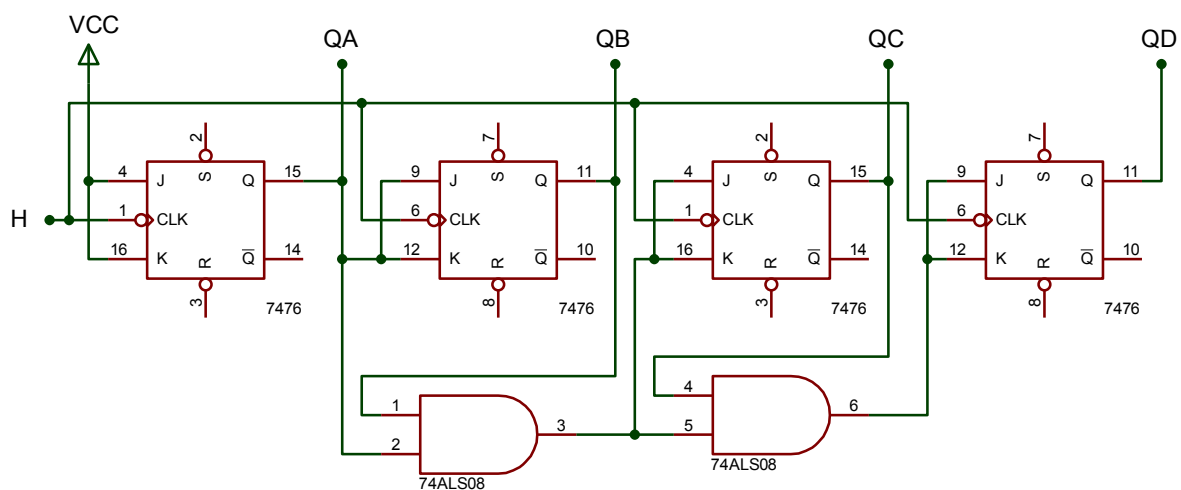 VCC
QA QB QC QD
2 7 2 7
4 J S Q 15 9 J S Q 11 4 J S Q 15 9 J S Q 11
H 1 CLK 6 CLK 1 CLK 6 CLK
16 K R Q 14 12 K R Q 10 16 K R Q 14 12 K R Q 10
3 7476 8 7476 3 7476 8 7476
4
1 6
3 5
2
74ALS08
74ALS08